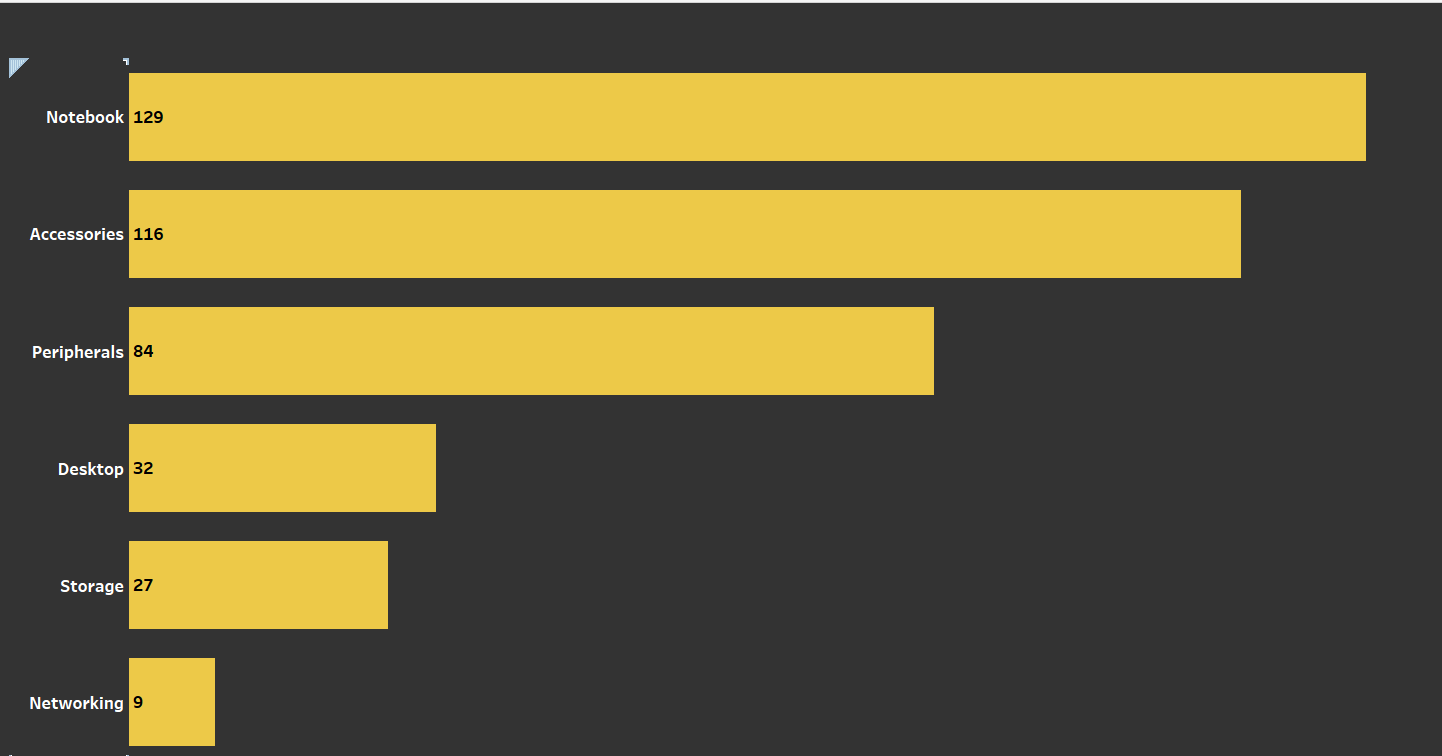 Notebook 129
Accessories 116
Peripherals 84
Desktop 32
Storage 27
Networking 9